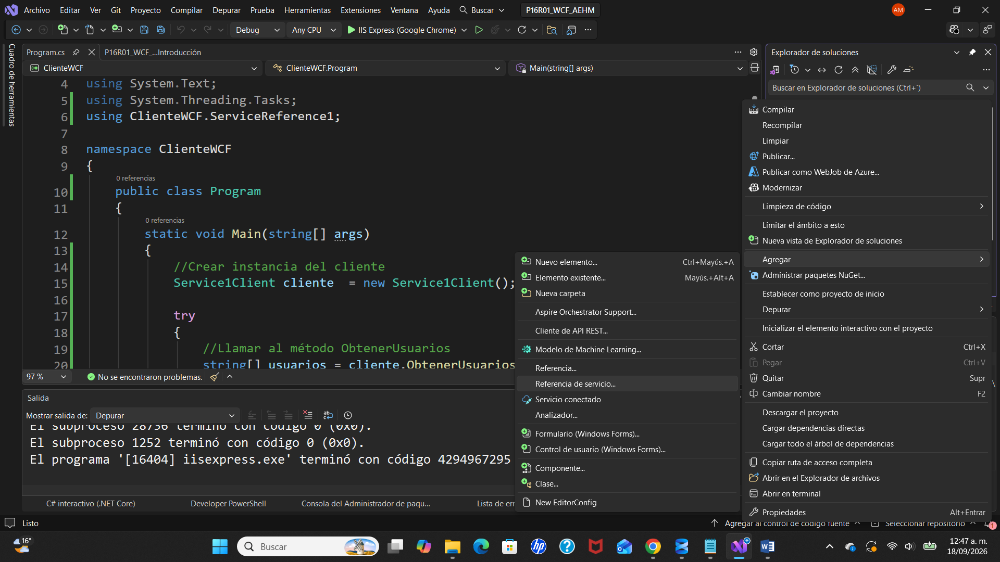 Archivo Editar Ver Git Proyecto Compilar Depurar Prueba Herramientas Extensiones Ventana Ayuda Buscar P16R01_WCF_AEHM AM
Debug Any CPU IIS Express (Google Chrome)
Cuadro de herramientas
Program.cs P16R01_WCF_...Introducción
ClienteWCF ClienteWCF.Program Main(string[] args)
4 using System.Text;
5 using System.Threading.Tasks;
6 using ClienteWCF.ServiceReference1;
7
8 namespace ClienteWCF
9 {
0 referencias
10 public class Program
11 {
0 referencias
12 static void Main(string[] args)
13 {
14 //Crear instancia del cliente
15 Service1Client cliente = new Service1Client();
16
17 try
18 {
19 //Llamar al método ObtenerUsuarios
20 string[] usuarios = cliente.ObtenerUsuarios
97 % No se encontraron problemas.
Salida
Mostrar salida de: Depurar
El subproceso 28756 terminó con código 0 (0x0).
El subproceso 1252 terminó con código 0 (0x0).
El programa '[16404] iisexpress.exe' terminó con código 4294967295
C# interactivo (.NET Core) Developer PowerShell Consola del Administrador de paqu... Lista de err
Nuevo elemento... Ctrl+Mayús.+A
Elemento existente... Mayús.+Alt+A
Nueva carpeta
Aspire Orchestrator Support...
Cliente de API REST...
Modelo de Machine Learning...
Referencia...
Referencia de servicio...
Servicio conectado
Analizador...
Formulario (Windows Forms)...
Control de usuario (Windows Forms)...
Componente...
Clase...
New EditorConfig
Explorador de soluciones
Buscar en Explorador de soluciones (Ctrl+´)
Compilar
Recompilar
Limpiar
Publicar...
Publicar como WebJob de Azure...
Modernizar
Limpieza de código
Limitar el ámbito a esto
Nueva vista de Explorador de soluciones
Agregar
Administrar paquetes NuGet...
Establecer como proyecto de inicio
Depurar
Inicializar el elemento interactivo con el proyecto
Cortar Ctrl+X
Pegar Ctrl+V
Quitar Supr
Cambiar nombre F2
Descargar el proyecto
Cargar dependencias directas
Cargar todo el árbol de dependencias
Copiar ruta de acceso completa
Abrir en el Explorador de archivos
Abrir en terminal
Propiedades Alt+Entrar
Listo Agregar al control de código fuente Seleccionar repositorio 1
16° Buscar hp 12:47 a. m.
18/09/2026